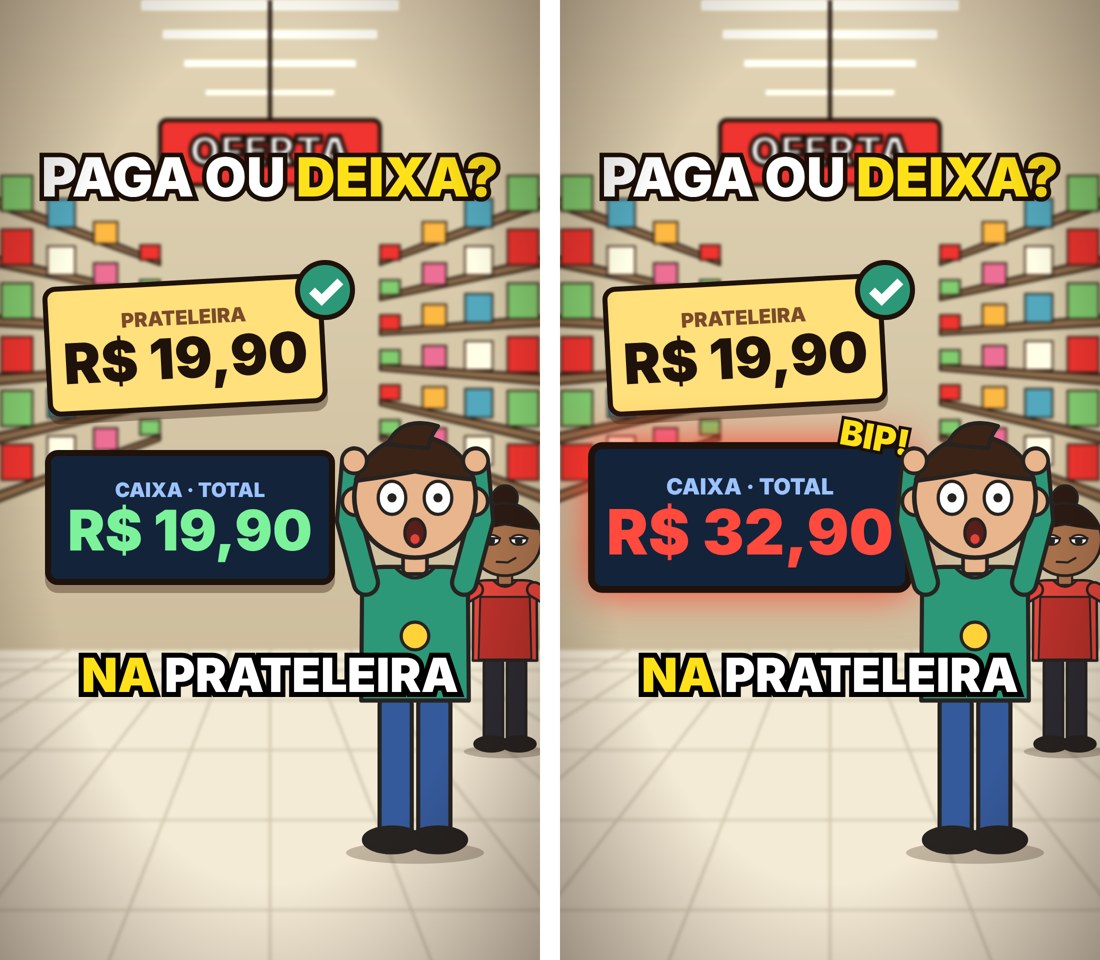 OFERTA
PAGA OU DEIXA?
PRATELEIRA
R$ 19,90
CAIXA · TOTAL
R$ 19,90
NA PRATELEIRA
OFERTA
PAGA OU DEIXA?
PRATELEIRA
R$ 19,90
BIP!
CAIXA · TOTAL
R$ 32,90
NA PRATELEIRA